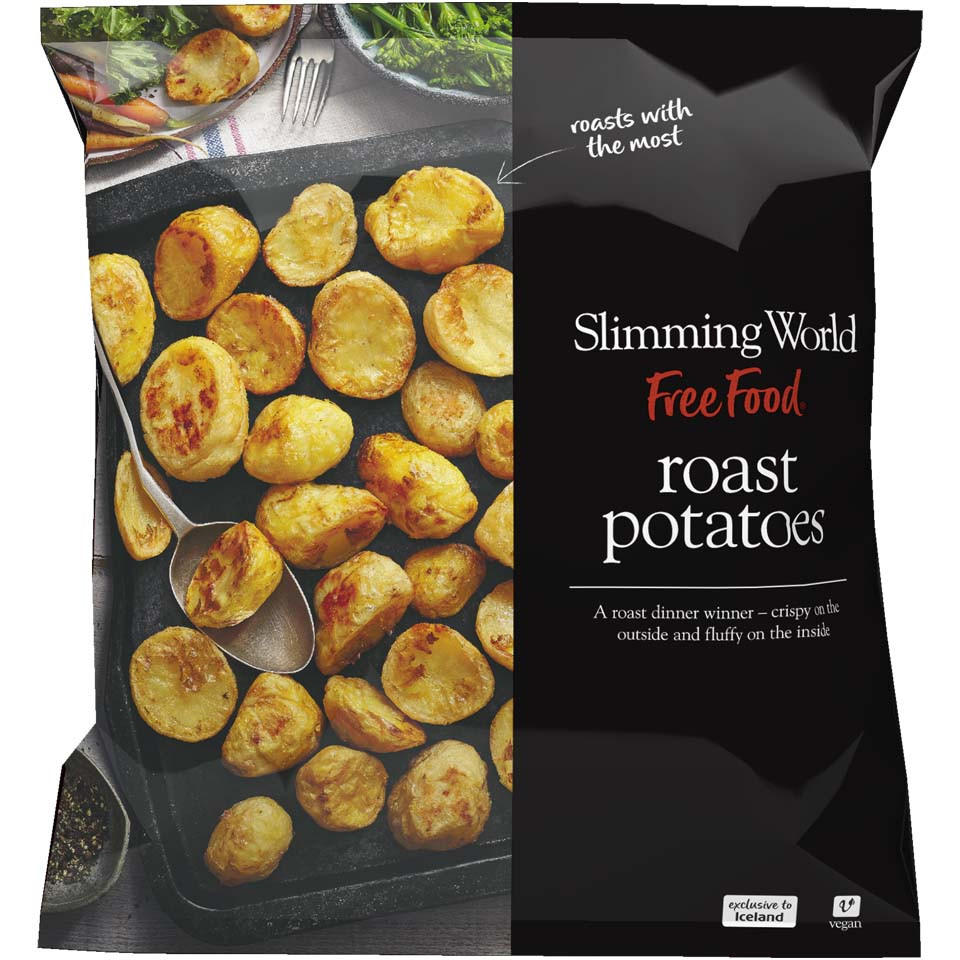 roasts with
the most
Slimming World
Free Food®
roast
potatoes
A roast dinner winner – crispy on the
outside and fluffy on the inside
exclusive to
Iceland
V
vegan